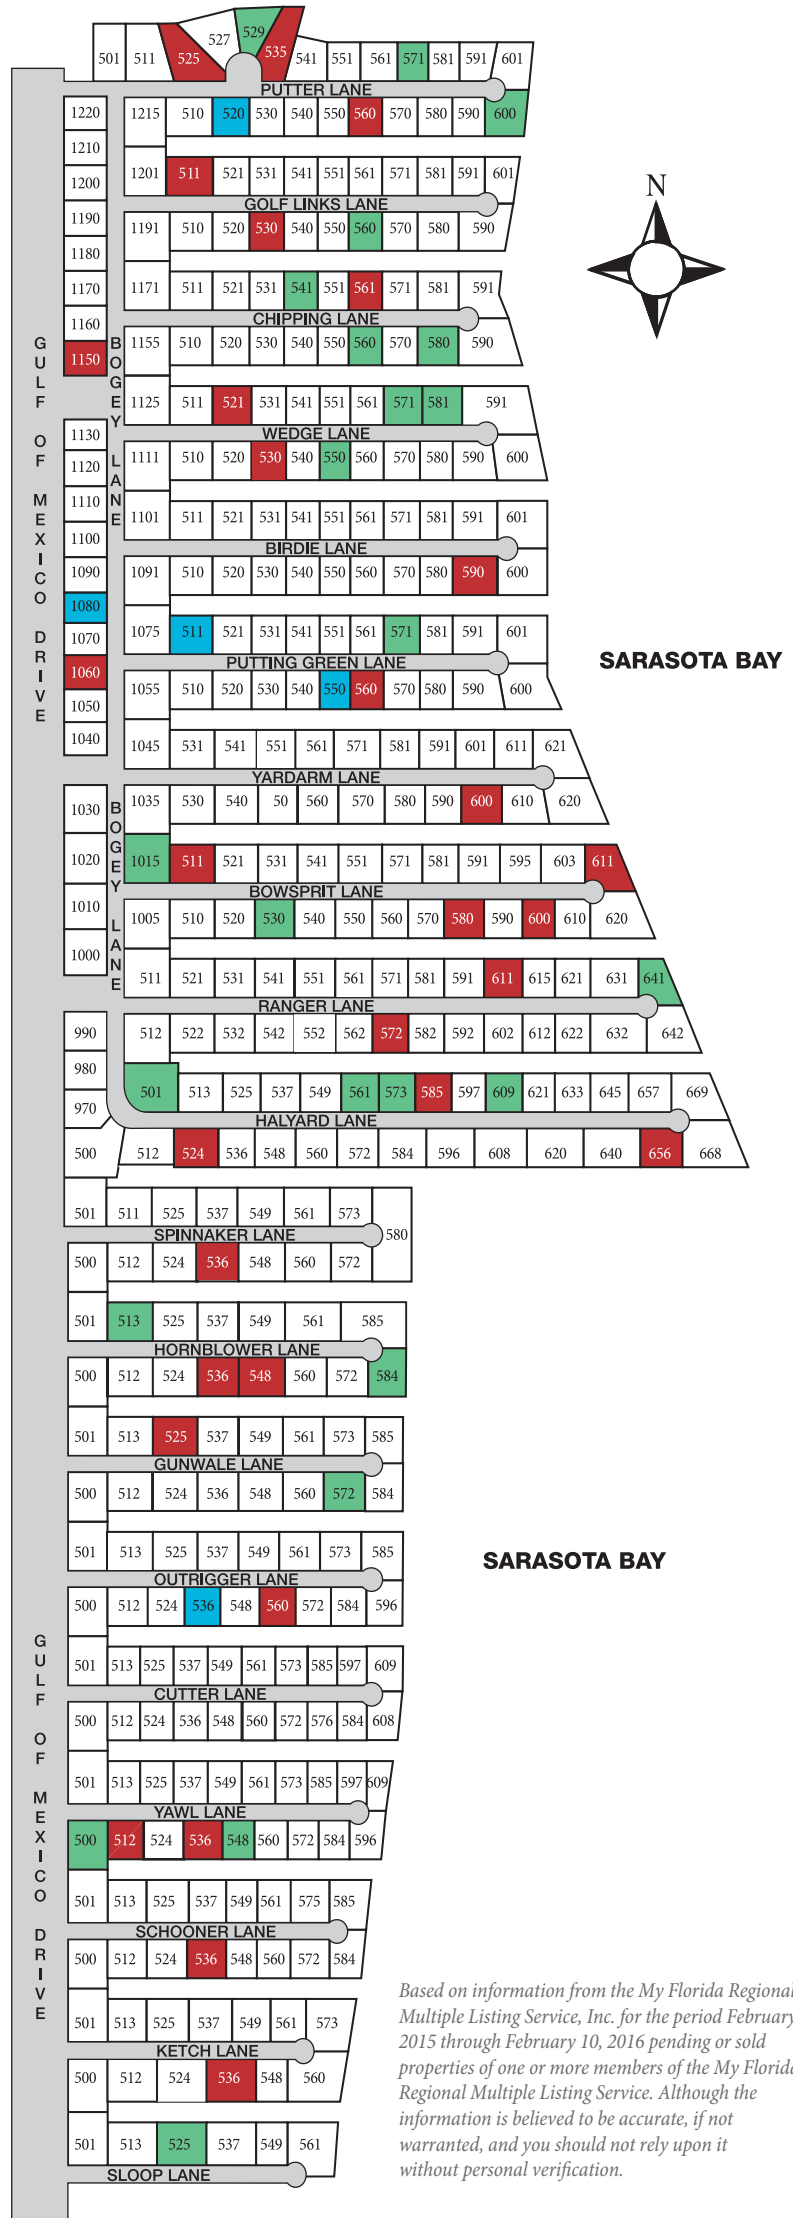 501 511 525 527 529 535 541 551 561 571 581 591 601
PUTTER LANE
1220 1215 510 520 530 540 550 560 570 580 590 600
1210
1200 1201 511 521 531 541 551 561 571 581 591 601
GOLF LINKS LANE
1190 1191 510 520 530 540 550 560 570 580 590
1180
1170 1171 511 521 531 541 551 561 571 581 591
1160
CHIPPING LANE
1150 1155 510 520 530 540 550 560 570 580 590
1125 511 521 531 541 551 561 571 581 591
WEDGE LANE
1130
1120 1111 510 520 530 540 550 560 570 580 590 600
1110
1101 511 521 531 541 551 561 571 581 591 601
1100
BIRDIE LANE
1090 1091 510 520 530 540 550 560 570 580 590 600
1080
1070 1075 511 521 531 541 551 561 571 581 591 601
PUTTING GREEN LANE
1060
1050 1055 510 520 530 540 550 560 570 580 590 600
1040 1045 531 541 551 561 571 581 591 601 611 621
YARDARM LANE
1030 1035 530 540 50 560 570 580 590 600 610 620
1020 1015 511 521 531 541 551 571 581 591 595 603 611
BOWSPRIT LANE
1010 1005 510 520 530 540 550 560 570 580 590 600 610 620
1000
511 521 531 541 551 561 571 581 591 611 615 621 631 641
RANGER LANE
990 512 522 532 542 552 562 572 582 592 602 612 622 632 642
980
970 501 513 525 537 549 561 573 585 597 609 621 633 645 657 669
HALYARD LANE
500 512 524 536 548 560 572 584 596 608 620 640 656 668
501 511 525 537 549 561 573 580
SPINNAKER LANE
500 512 524 536 548 560 572
501 513 525 537 549 561 585
HORNBLOWER LANE
500 512 524 536 548 560 572 584
501 513 525 537 549 561 573 585
GUNWALE LANE
500 512 524 536 548 560 572 584
501 513 525 537 549 561 573 585
OUTRIGGER LANE
500 512 524 536 548 560 572 584 596
501 513 525 537 549 561 573 585 597 609
CUTTER LANE
500 512 524 536 548 560 572 576 584 608
501 513 525 537 549 561 573 585 597 609
YAWL LANE
500 512 524 536 548 560 572 584 596
501 513 525 537 549 561 575 585
SCHOONER LANE
500 512 524 536 548 560 572 584
501 513 525 537 549 561 573
KETCH LANE
500 512 524 536 548 560
501 513 525 537 549 561
SLOOP LANE
GULF OF MEXICO DRIVE
BOGEY LANE
BOGEY LANE
GULF OF MEXICO DRIVE
N
SARASOTA BAY
SARASOTA BAY
Based on information from the My Florida Regional
Multiple Listing Service, Inc. for the period February
2015 through February 10, 2016 pending or sold
properties of one or more members of the My Florida
Regional Multiple Listing Service. Although the
information is believed to be accurate, if not
warranted, and you should not rely upon it
without personal verification.